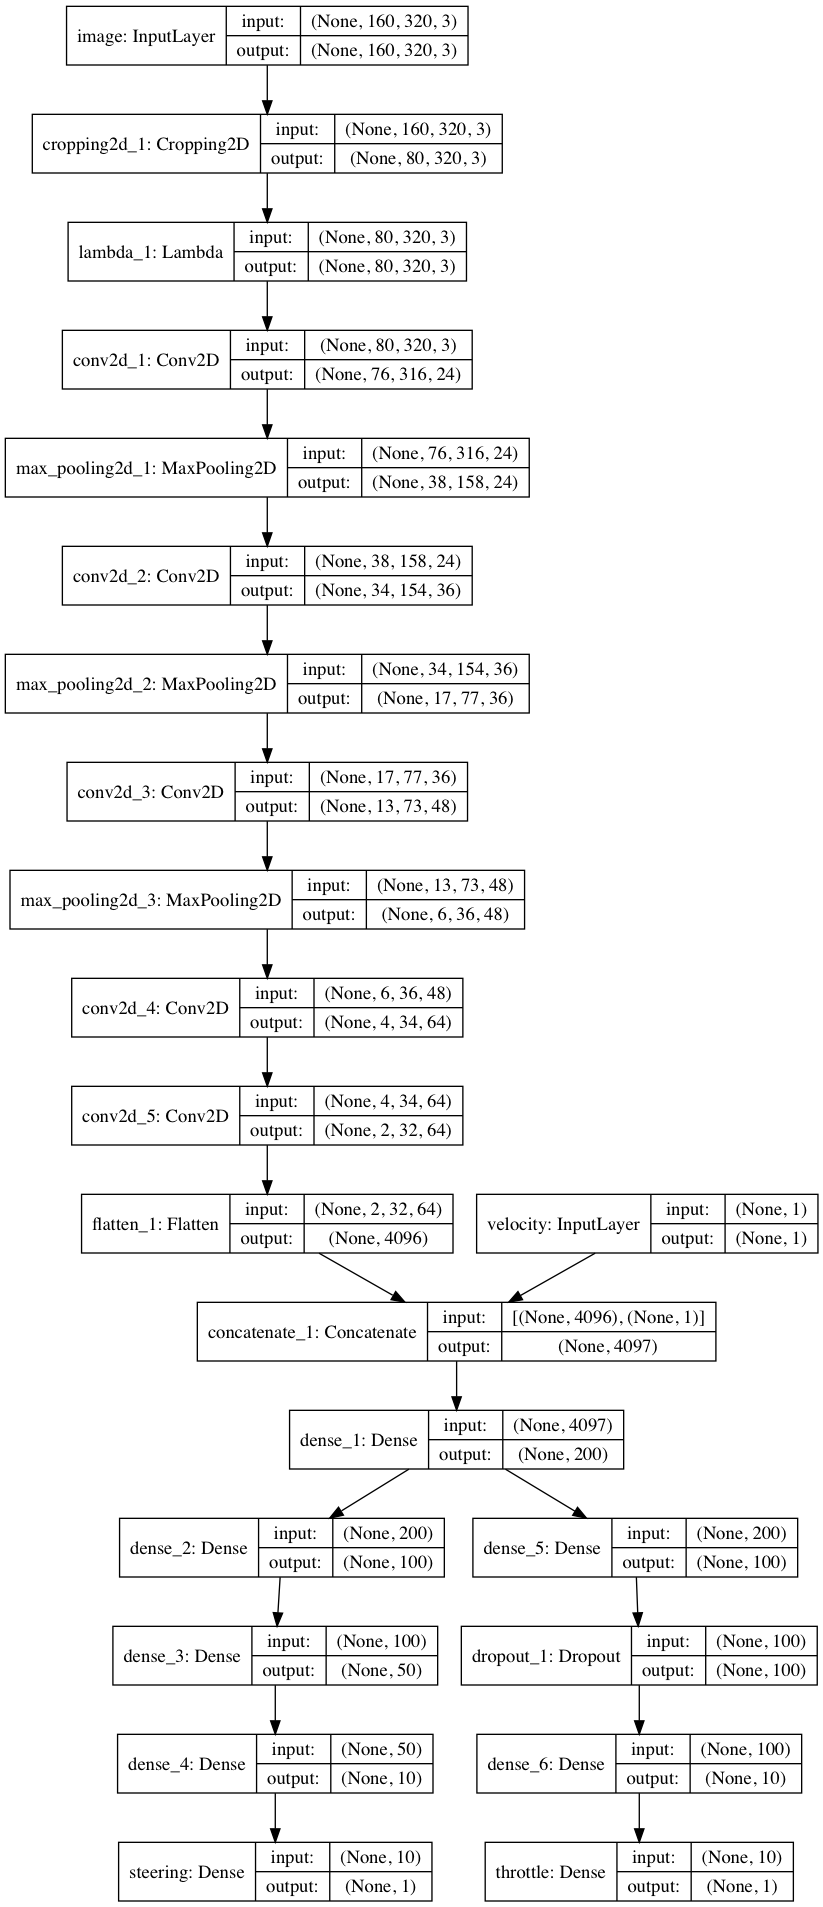 image: InputLayer
input: (None, 160, 320, 3)
output: (None, 160, 320, 3)
cropping2d_1: Cropping2D
input: (None, 160, 320, 3)
output: (None, 80, 320, 3)
lambda_1: Lambda
input: (None, 80, 320, 3)
output: (None, 80, 320, 3)
conv2d_1: Conv2D
input: (None, 80, 320, 3)
output: (None, 76, 316, 24)
max_pooling2d_1: MaxPooling2D
input: (None, 76, 316, 24)
output: (None, 38, 158, 24)
conv2d_2: Conv2D
input: (None, 38, 158, 24)
output: (None, 34, 154, 36)
max_pooling2d_2: MaxPooling2D
input: (None, 34, 154, 36)
output: (None, 17, 77, 36)
conv2d_3: Conv2D
input: (None, 17, 77, 36)
output: (None, 13, 73, 48)
max_pooling2d_3: MaxPooling2D
input: (None, 13, 73, 48)
output: (None, 6, 36, 48)
conv2d_4: Conv2D
input: (None, 6, 36, 48)
output: (None, 4, 34, 64)
conv2d_5: Conv2D
input: (None, 4, 34, 64)
output: (None, 2, 32, 64)
flatten_1: Flatten
input: (None, 2, 32, 64)
output: (None, 4096)
velocity: InputLayer
input: (None, 1)
output: (None, 1)
concatenate_1: Concatenate
input: [(None, 4096), (None, 1)]
output: (None, 4097)
dense_1: Dense
input: (None, 4097)
output: (None, 200)
dense_2: Dense
input: (None, 200)
output: (None, 100)
dense_5: Dense
input: (None, 200)
output: (None, 100)
dense_3: Dense
input: (None, 100)
output: (None, 50)
dropout_1: Dropout
input: (None, 100)
output: (None, 100)
dense_4: Dense
input: (None, 50)
output: (None, 10)
dense_6: Dense
input: (None, 100)
output: (None, 10)
steering: Dense
input: (None, 10)
output: (None, 1)
throttle: Dense
input: (None, 10)
output: (None, 1)